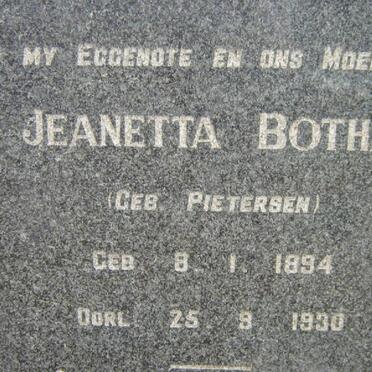 MY EGGENOTE EN ONS MOE
JEANETTA BOTH
(GEB. PIETERSEN)
GEB 8. 1. 1894
OORL. 25 9 1930